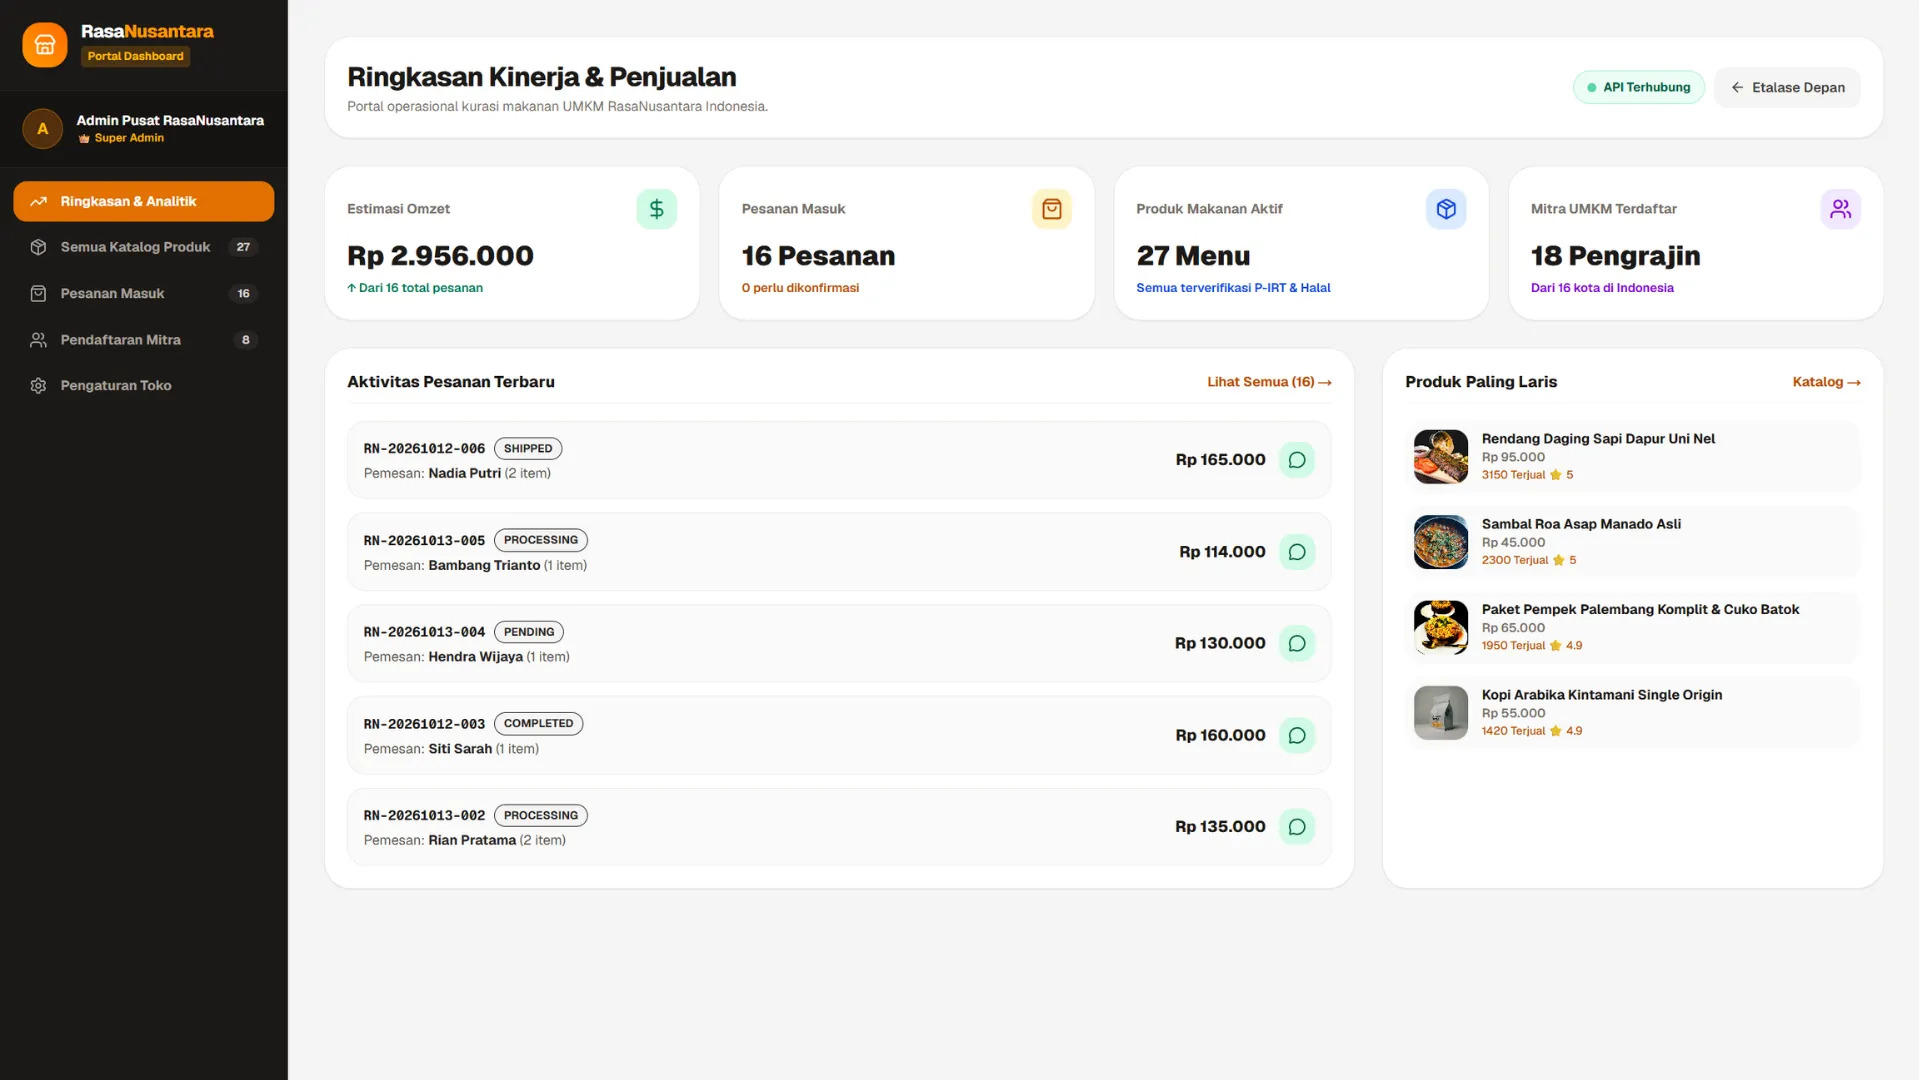 RasaNusantara
Portal Dashboard
A
Admin Pusat RasaNusantara
Super Admin
Ringkasan & Analitik
Semua Katalog Produk 27
Pesanan Masuk 16
Pendaftaran Mitra 8
Pengaturan Toko
Ringkasan Kinerja & Penjualan
Portal operasional kurasi makanan UMKM RasaNusantara Indonesia.
API Terhubung
← Etalase Depan
Estimasi Omzet
Rp 2.956.000
↑ Dari 16 total pesanan
Pesanan Masuk
16 Pesanan
0 perlu dikonfirmasi
Produk Makanan Aktif
27 Menu
Semua terverifikasi P-IRT & Halal
Mitra UMKM Terdaftar
18 Pengrajin
Dari 16 kota di Indonesia
Aktivitas Pesanan Terbaru
Lihat Semua (16) →
RN-20261012-006 SHIPPED
Pemesan: Nadia Putri (2 item)
Rp 165.000
RN-20261013-005 PROCESSING
Pemesan: Bambang Trianto (1 item)
Rp 114.000
RN-20261013-004 PENDING
Pemesan: Hendra Wijaya (1 item)
Rp 130.000
RN-20261012-003 COMPLETED
Pemesan: Siti Sarah (1 item)
Rp 160.000
RN-20261013-002 PROCESSING
Pemesan: Rian Pratama (2 item)
Rp 135.000
Produk Paling Laris
Katalog →
Rendang Daging Sapi Dapur Uni Nel
Rp 95.000
3150 Terjual ⭐ 5
Sambal Roa Asap Manado Asli
Rp 45.000
2300 Terjual ⭐ 5
Paket Pempek Palembang Komplit & Cuko Batok
Rp 65.000
1950 Terjual ⭐ 4.9
Kopi Arabika Kintamani Single Origin
Rp 55.000
1420 Terjual ⭐ 4.9